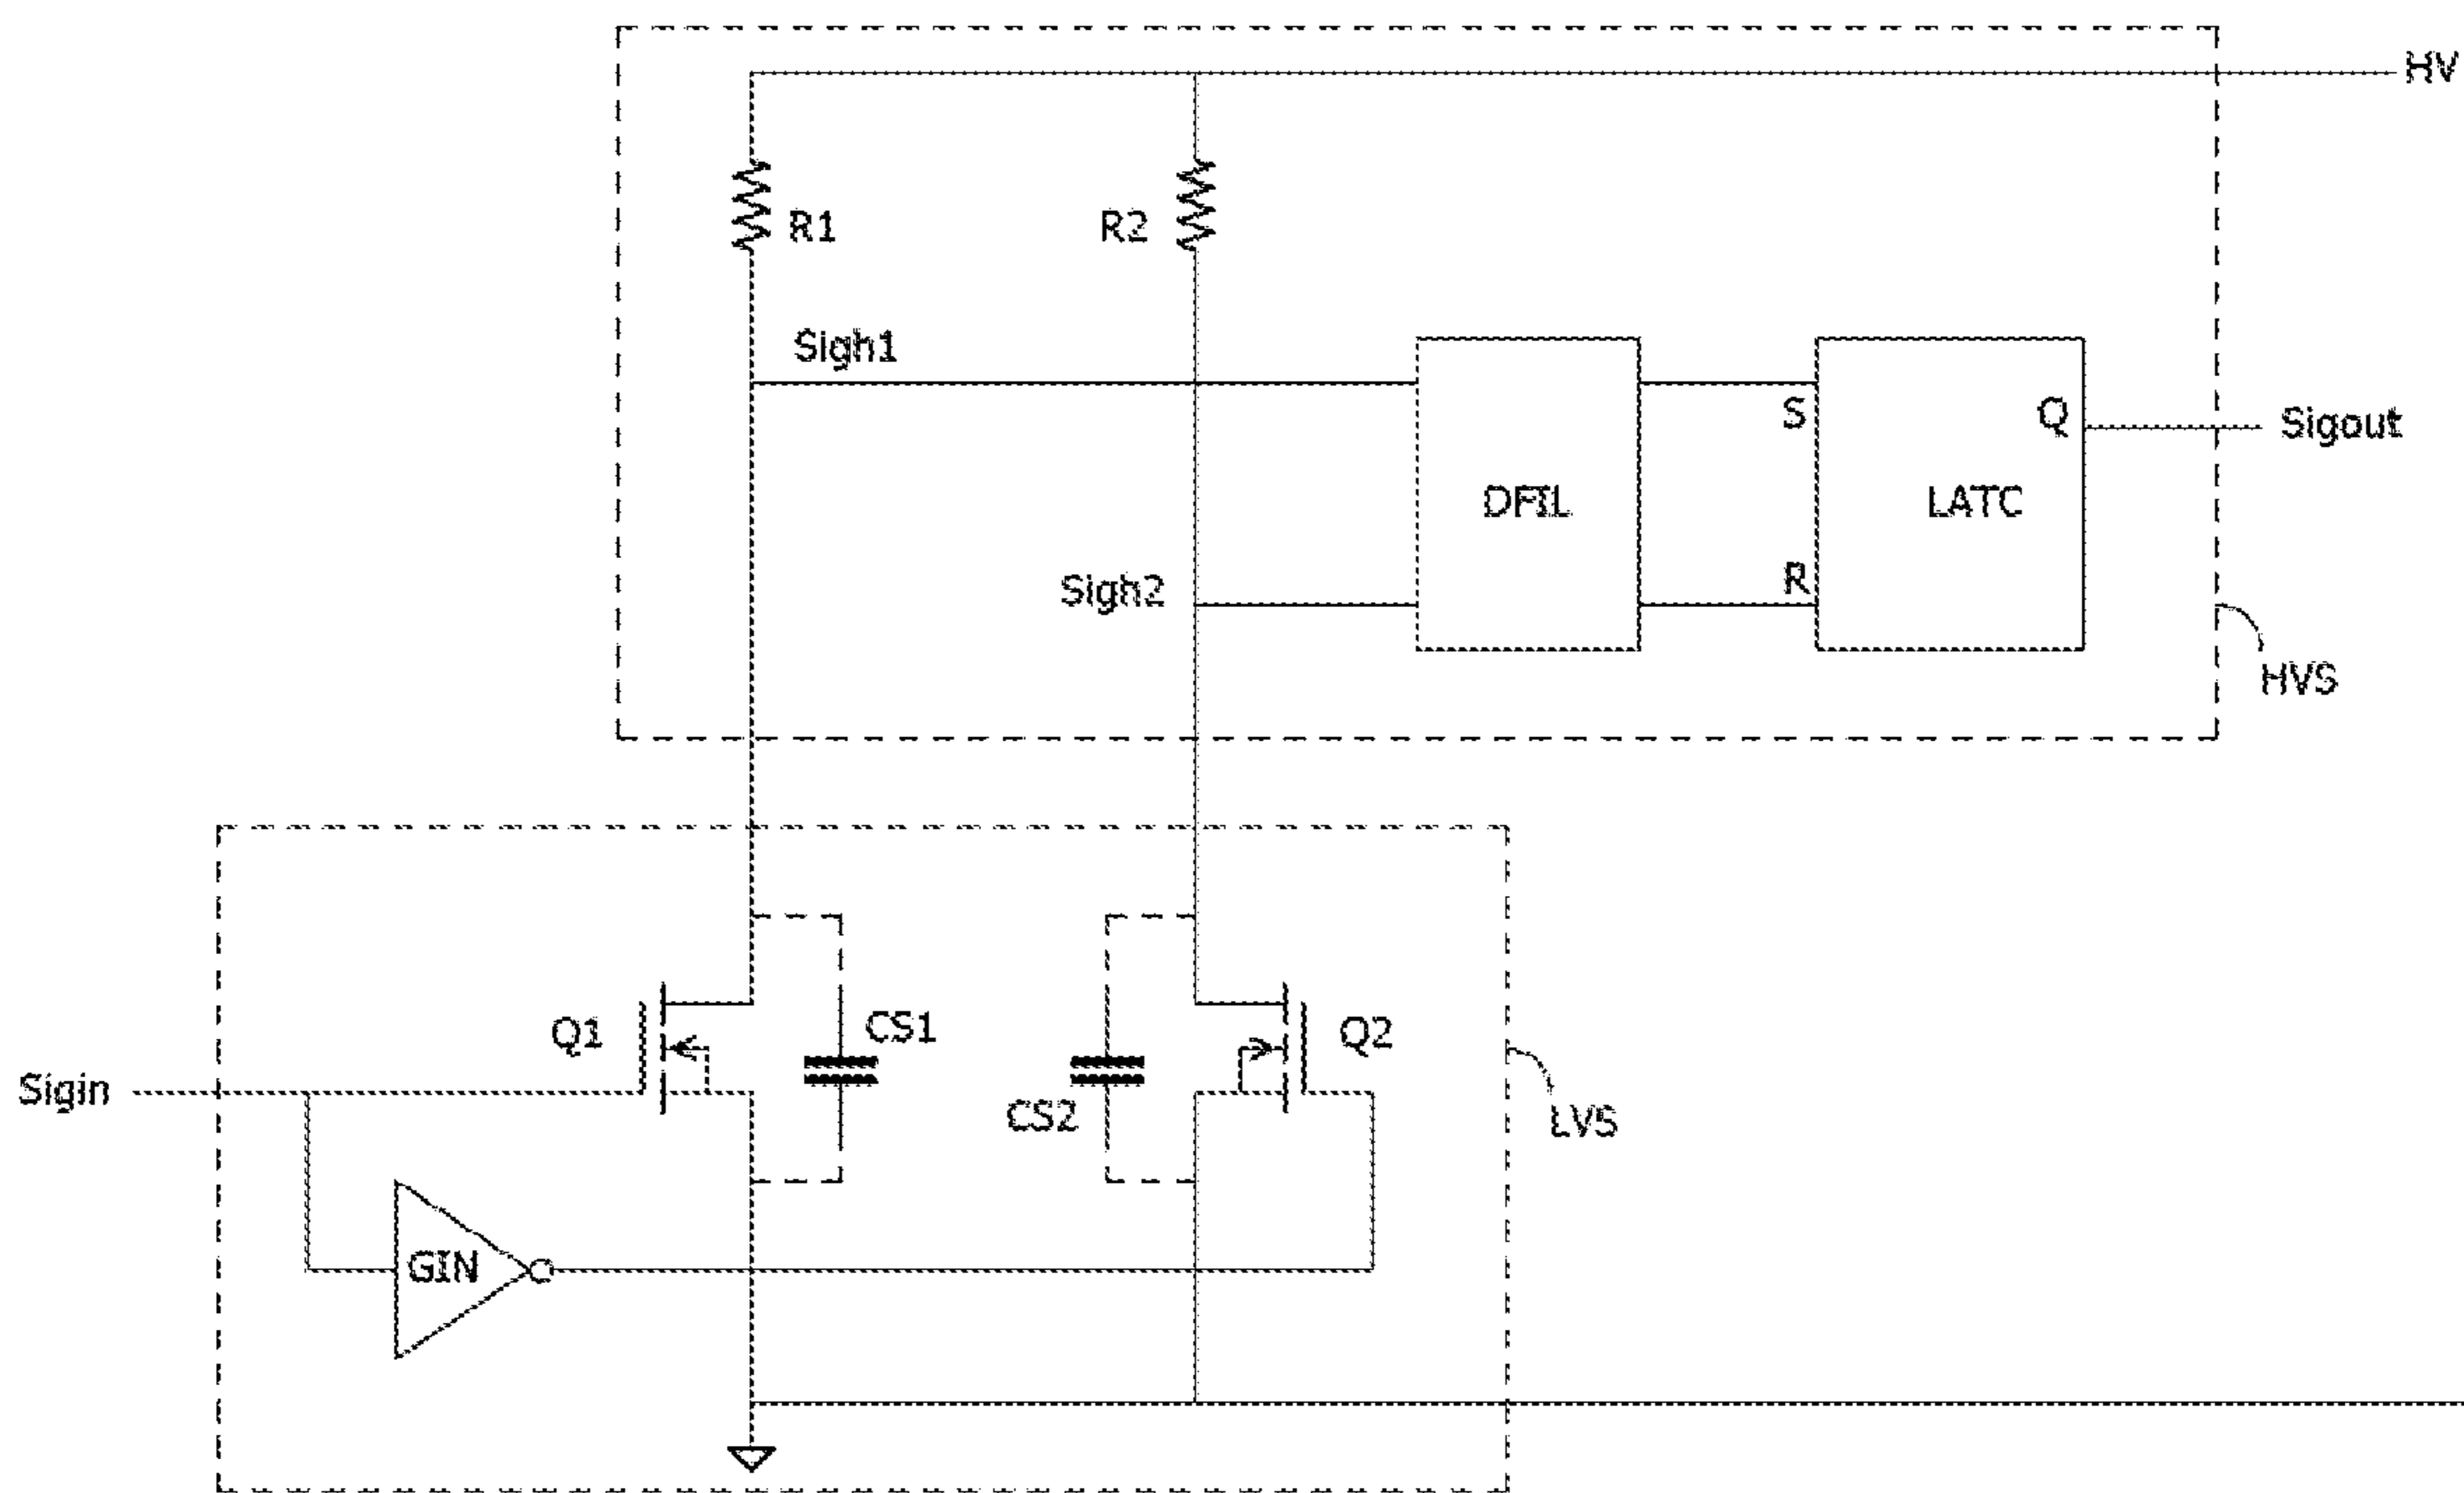 HV
R1
R2
Sigh1
S
Q
Sigout
DFIL
LATC
Sigh2
R
HVS
Q1
CS1
Q2
Sigin
CS2
LVS
GIN